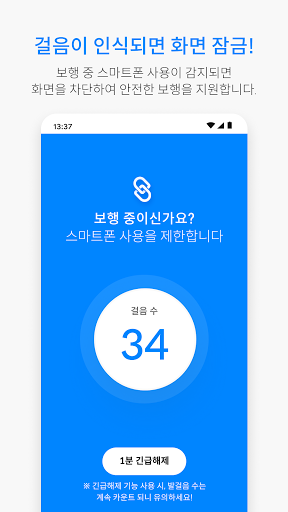 걸음이 인식되면 화면 잠금!
보행 중 스마트폰 사용이 감지되면
화면을 차단하여 안전한 보행을 지원합니다.
13:37
보행 중이신가요?
스마트폰 사용을 제한합니다
걸음 수
34
1분 긴급해제
※ 긴급해제 기능 사용 시, 발걸음 수는
계속 카운트 되니 유의하세요!